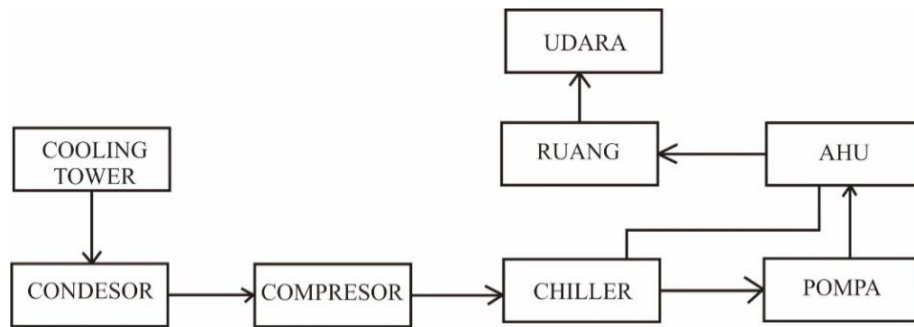 UDARA
COOLING
TOWER
RUANG
AHU
CONDESOR
COMPRESOR
CHILLER
POMPA